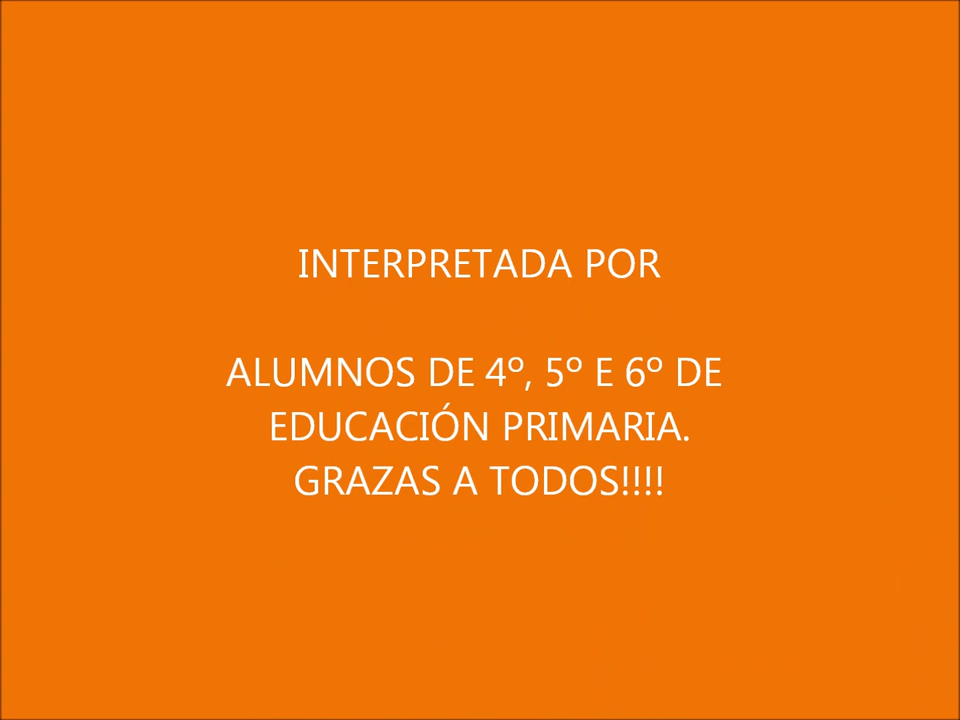 INTERPRETADA POR
ALUMNOS DE 4º, 5º E 6º DE
EDUCACIÓN PRIMARIA.
GRAZAS A TODOS!!!!